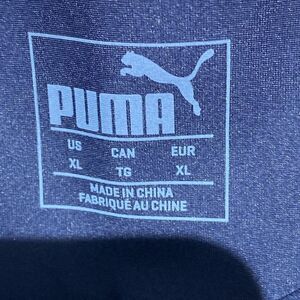 PUMA
US CAN EUR
XL TG XL
MADE IN CHINA
FABRIQUÉ AU CHINE